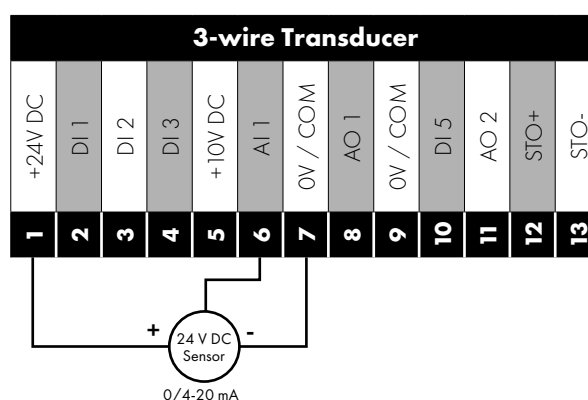 3-wire Transducer
+24V DC
DI 1
DI 2
DI 3
+10V DC
AI 1
0V / COM
AO 1
0V / COM
DI 5
AO 2
STO+
STO-
1
2
3
4
5
6
7
8
9
10
11
12
13
+
-
24 V DC
Sensor
0/4-20 mA